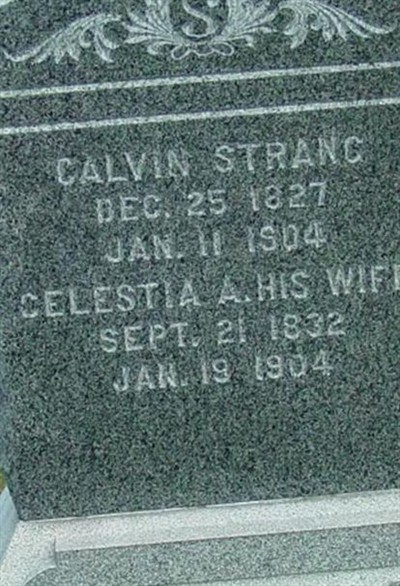 S
CALVIN STRANG
DEC. 25 1827
JAN. 11 1904
CELESTIA A. HIS WIFE
SEPT. 21 1832
JAN. 19 1904